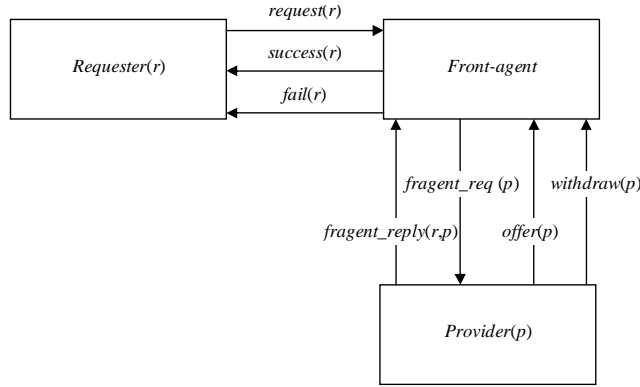 request(r)
Requester(r)
success(r)
Front-agent
fail(r)
fragent_req (p)
withdraw(p)
fragent_reply(r,p)
offer(p)
Provider(p)